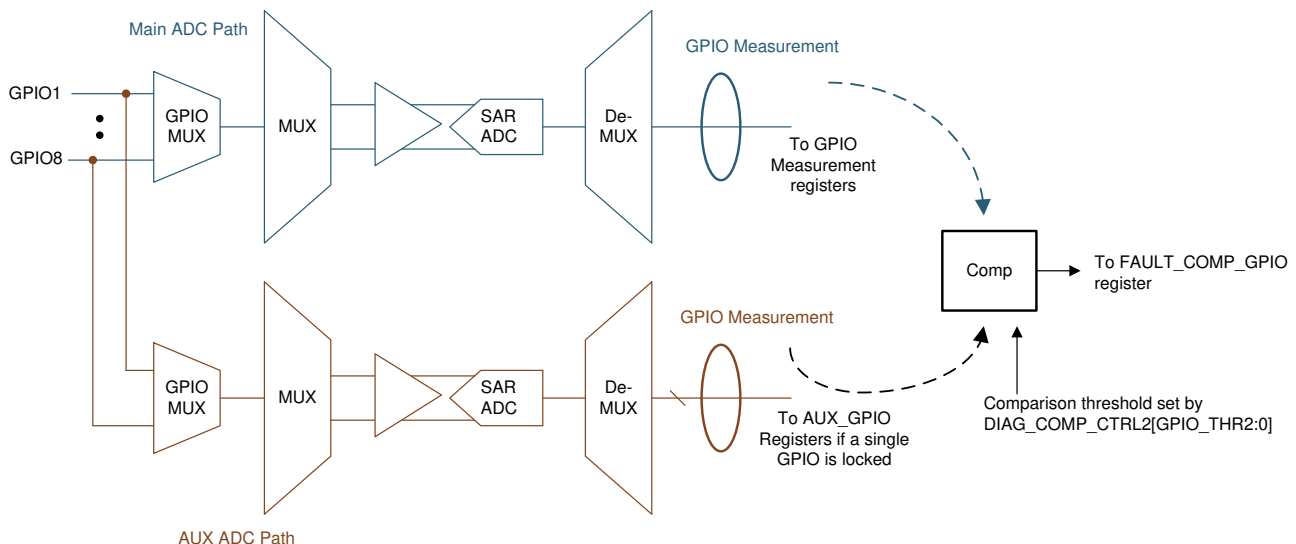 Main ADC Path
GPIO Measurement
GPIO1
GPIO8
GPIO
MUX
MUX
SAR
ADC
De-
MUX
To GPIO
Measurement
registers
Comp
To FAULT_COMP_GPIO
register
GPIO Measurement
GPIO
MUX
MUX
SAR
ADC
De-
MUX
To AUX_GPIO
Registers if a single
GPIO is locked
Comparison threshold set by
DIAG_COMP_CTRL2[GPIO_THR2:0]
AUX ADC Path